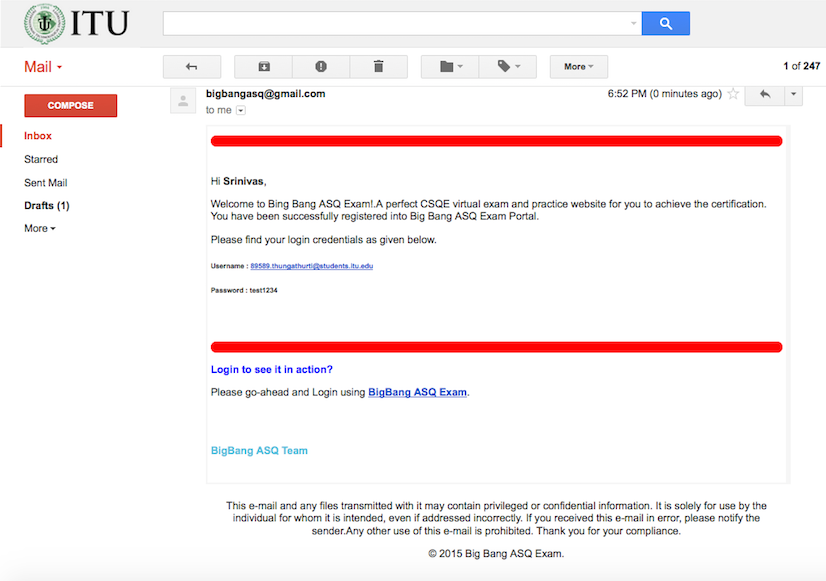 ITU
Mail
More
1 of 247
COMPOSE
bigbangasq@gmail.com
6:52 PM (0 minutes ago)
to me
Inbox
Starred
Sent Mail
Drafts (1)
More
Hi Srinivas,
Welcome to Bing Bang ASQ Exam!.A perfect CSQE virtual exam and practice website for you to achieve the certification.
You have been successfully registered into Big Bang ASQ Exam Portal.
Please find your login credentials as given below.
Username : 89589.thungathurti@students.itu.edu
Password : test1234
Login to see it in action?
Please go-ahead and Login using BigBang ASQ Exam.
BigBang ASQ Team
This e-mail and any files transmitted with it may contain privileged or confidential information. It is solely for use by the
individual for whom it is intended, even if addressed incorrectly. If you received this e-mail in error, please notify the
sender.Any other use of this e-mail is prohibited. Thank you for your compliance.
© 2015 Big Bang ASQ Exam.